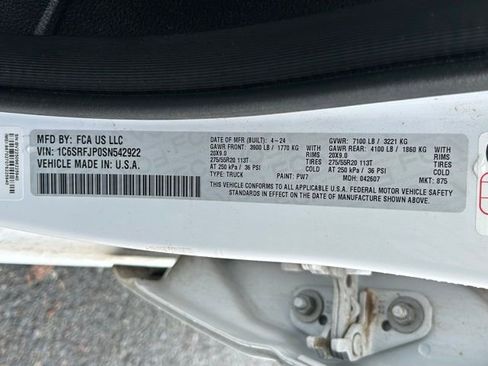 MFD BY: FCA US LLC
VIN: 1C6SRFJP0SN542922
VEHICLE MADE IN U.S.A.
DATE OF MFR (BUILT): 4-24 GVWR: 7100 LB / 3221 KG
GAWR FRONT: 3900 LB / 1770 KG WITH GAWR REAR: 4100 LB / 1860 KG WITH
20X9.0 RIMS 20X9.0 RIMS
275/55R20 113T TIRES 275/55R20 113T TIRES
AT 250 kPa / 36 PSI COLD AT 250 kPa / 36 PSI COLD
TYPE: TRUCK PAINT: PW7 MDH: 042607 MKT: 875
THIS VEHICLE CONFORMS TO ALL APPLICABLE U.S.A. FEDERAL MOTOR VEHICLE SAFETY
STANDARDS IN EFFECT ON THE DATE OF MANUFACTURE SHOWN ABOVE.